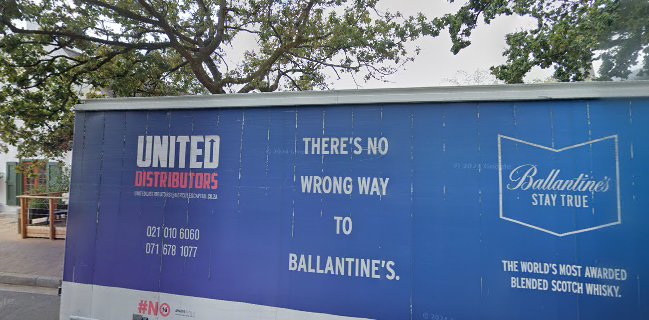 UNITED
DISTRIBUTORS
021 010 6060
071 678 1077
#NO
THERE'S NO
WRONG WAY
TO
BALLANTINE'S.
Ballantine's
STAY TRUE
THE WORLD'S MOST AWARDED
BLENDED SCOTCH WHISKY.